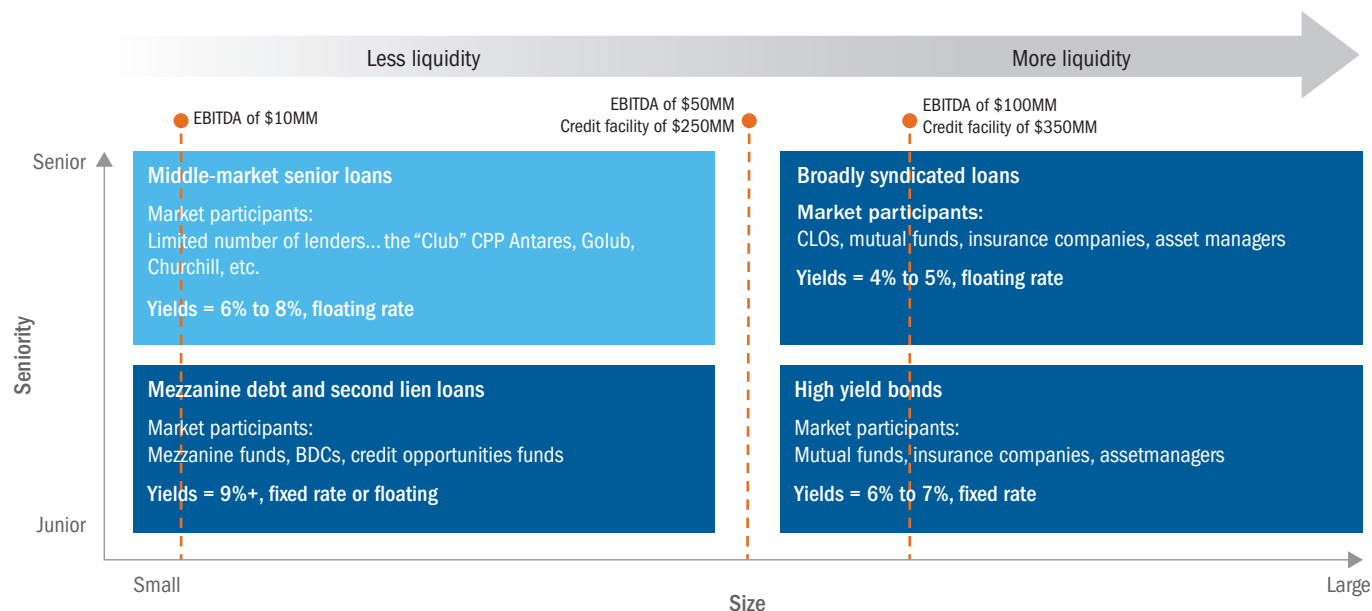 Less liquidity
More liquidity
EBITDA of $10MM
EBITDA of $50MM
Credit facility of $250MM
EBITDA of $100MM
Credit facility of $350MM
Senior
Seniority
Junior
Middle-market senior loans
Market participants:
Limited number of lenders... the “Club” CPP Antares, Golub,
Churchill, etc.
Yields = 6% to 8%, floating rate
Broadly syndicated loans
Market participants:
CLOs, mutual funds, insurance companies, asset managers
Yields = 4% to 5%, floating rate
Mezzanine debt and second lien loans
Market participants:
Mezzanine funds, BDCs, credit opportunities funds
Yields = 9%+, fixed rate or floating
High yield bonds
Market participants:
Mutual funds, insurance companies, assetmanagers
Yields = 6% to 7%, fixed rate
Small
Size
Large